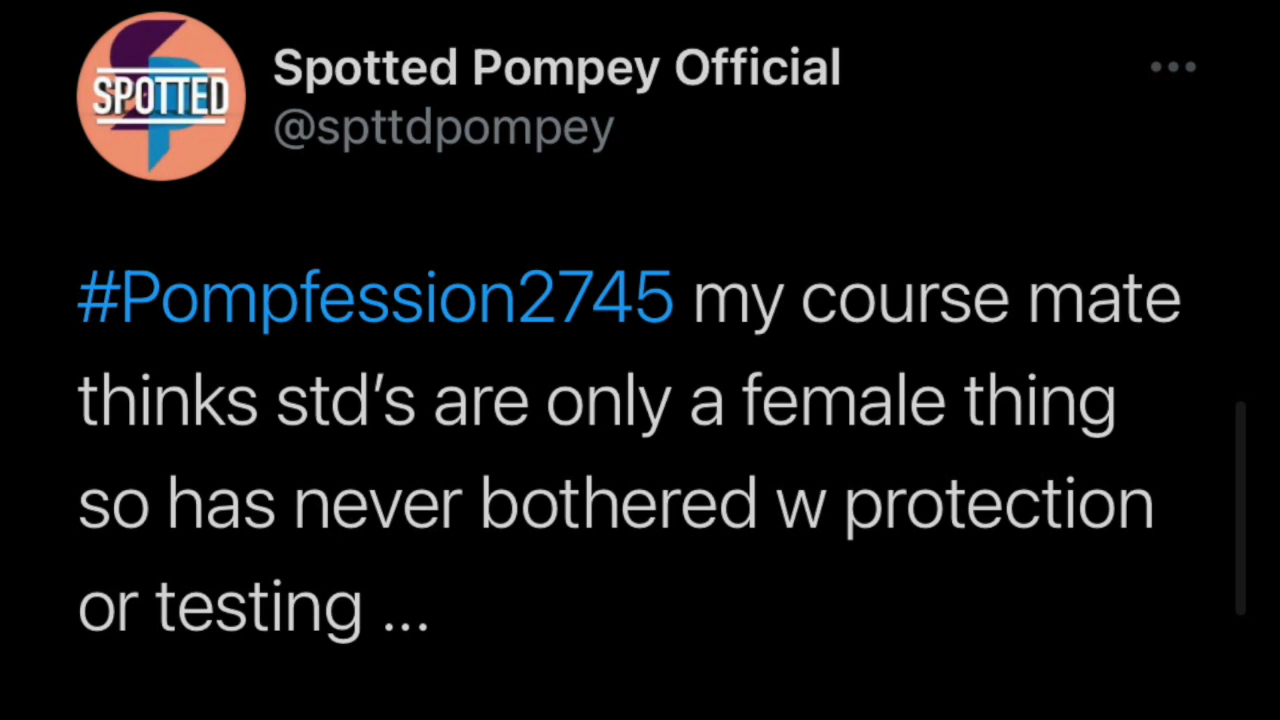 SPOTTED
Spotted Pompey Official
@spttdpompey
#Pompfession2745 my course mate
thinks std’s are only a female thing
so has never bothered w protection
or testing ...